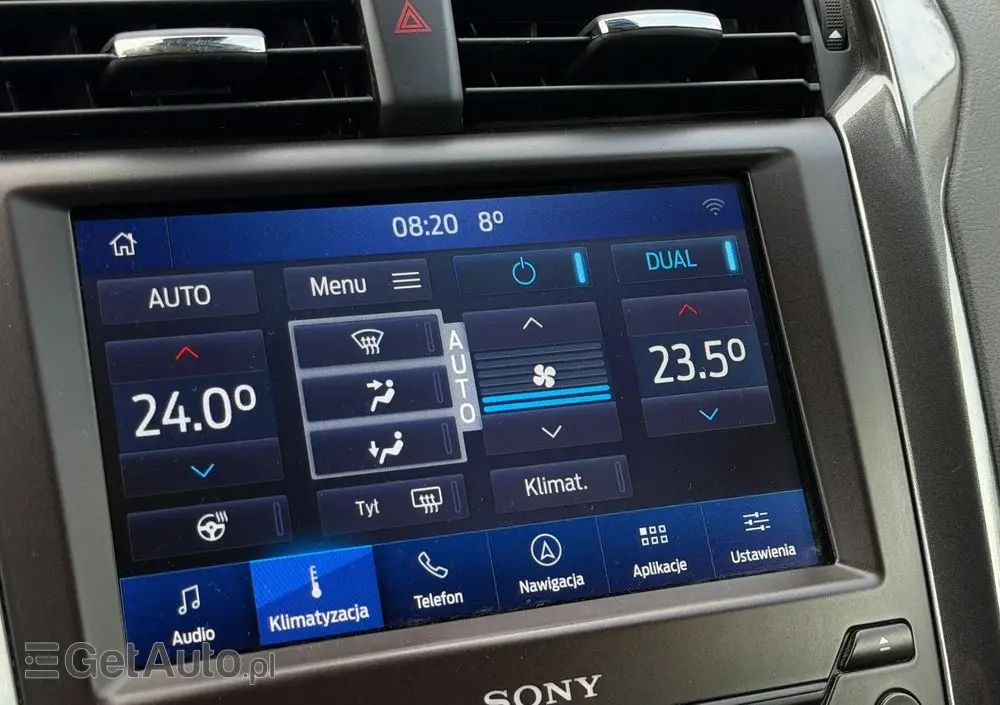 08:20 8°
AUTO
Menu
DUAL
24.0°
AUTO
23.5°
Tył
Klimat.
Audio
Klimatyzacja
Telefon
Nawigacja
Aplikacje
Ustawienia
GetAuto.pl
SONY